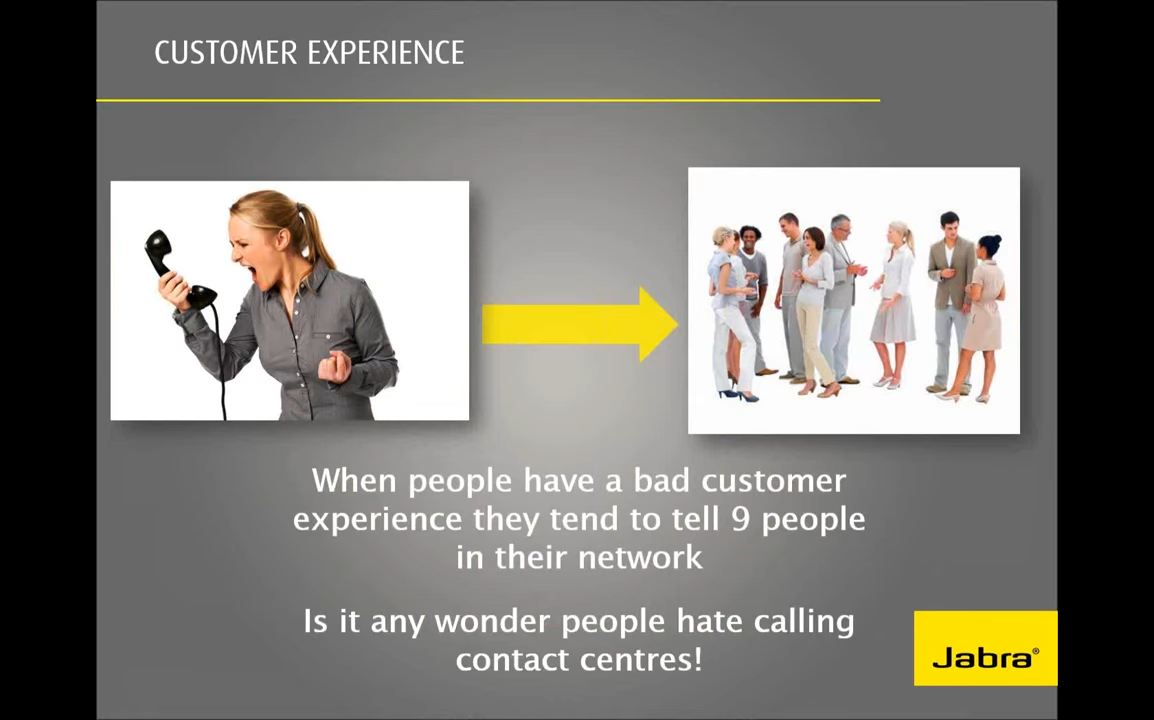 CUSTOMER EXPERIENCE
When people have a bad customer
experience they tend to tell 9 people
in their network
Is it any wonder people hate calling
contact centres!
Jabra®